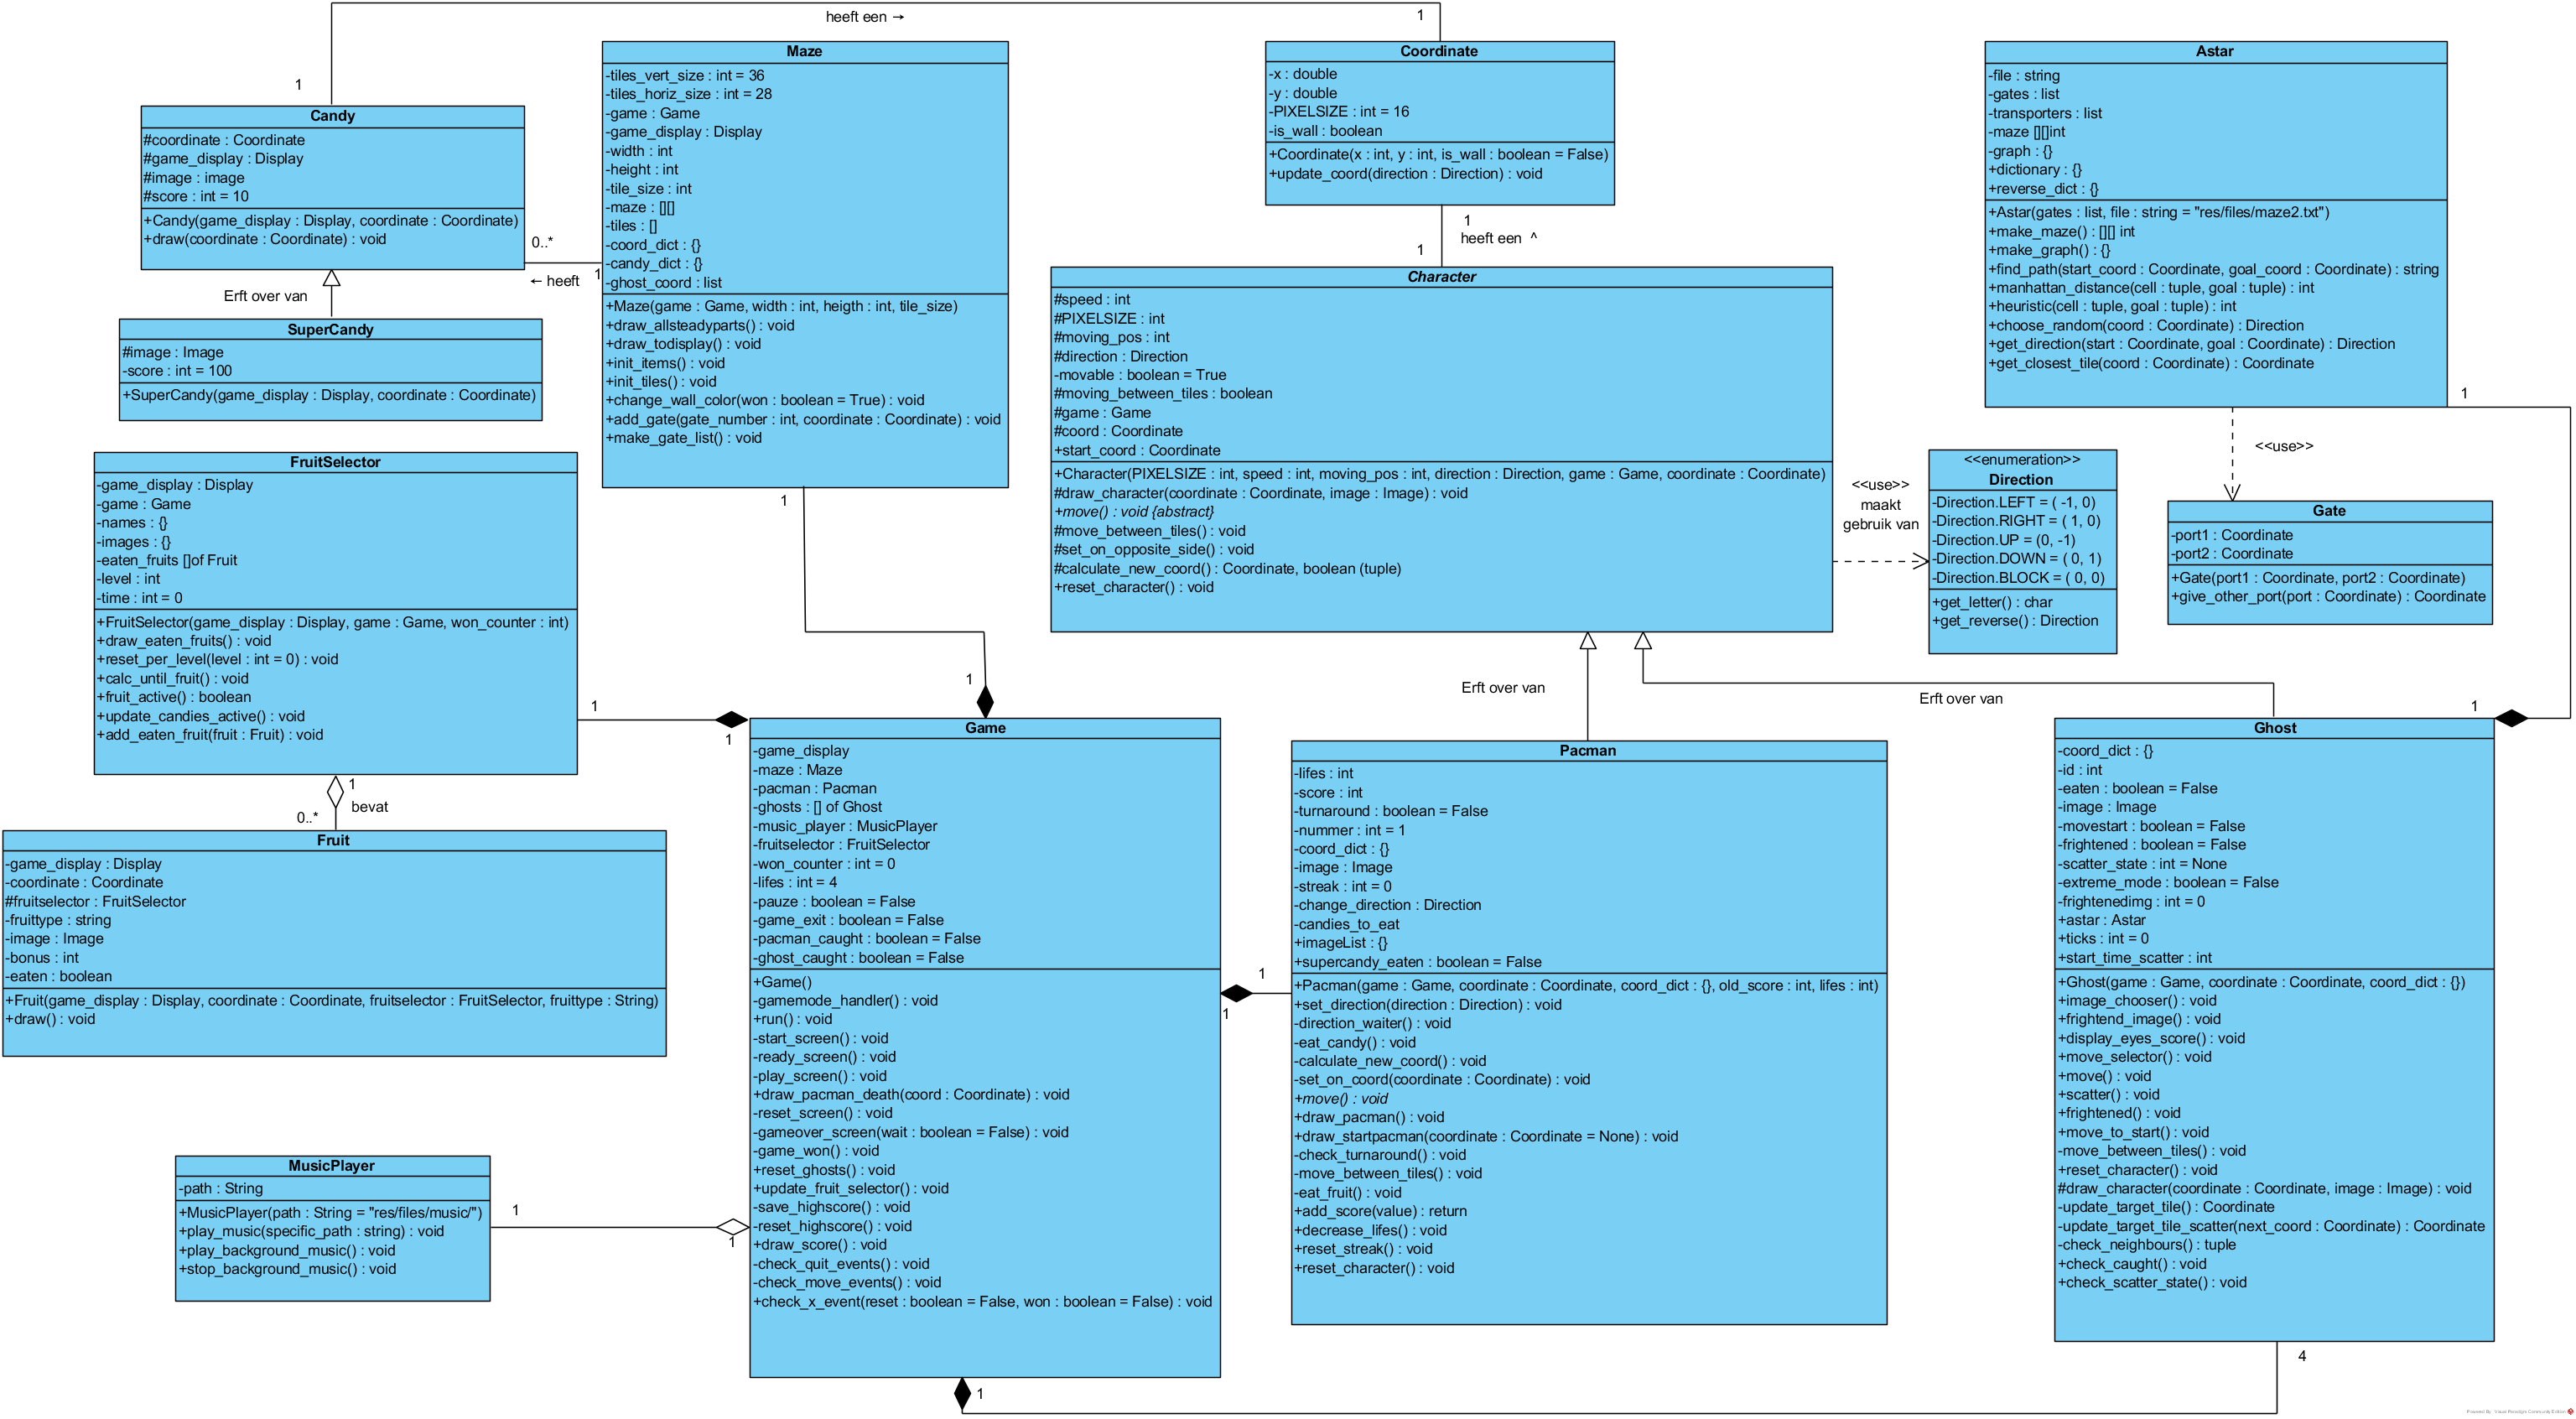 heeft een →
1
1
Candy
#coordinate : Coordinate
#game_display : Display
#image : image
#score : int = 10
+Candy(game_display : Display, coordinate : Coordinate)
+draw(coordinate : Coordinate) : void
0..*
← heeft
1
Erft over van
SuperCandy
#image : Image
-score : int = 100
+SuperCandy(game_display : Display, coordinate : Coordinate)
Maze
-tiles_vert_size : int = 36
-tiles_horiz_size : int = 28
-game : Game
-game_display : Display
-width : int
-height : int
-tile_size : int
-maze : [][]
-tiles : []
-coord_dict : {}
-candy_dict : {}
-ghost_coord : list
+Maze(game : Game, width : int, heigth : int, tile_size)
+draw_allsteadyparts() : void
+draw_todisplay() : void
+init_items() : void
+init_tiles() : void
+change_wall_color(won : boolean = True) : void
+add_gate(gate_number : int, coordinate : Coordinate) : void
+make_gate_list() : void
1
1
Coordinate
-x : double
-y : double
-PIXELSIZE : int = 16
-is_wall : boolean
+Coordinate(x : int, y : int, is_wall : boolean = False)
+update_coord(direction : Direction) : void
1
heeft een ^
1
Character
#speed : int
#PIXELSIZE : int
#moving_pos : int
#direction : Direction
-movable : boolean = True
#moving_between_tiles : boolean
#game : Game
#coord : Coordinate
+start_coord : Coordinate
+Character(PIXELSIZE : int, speed : int, moving_pos : int, direction : Direction, game : Game, coordinate : Coordinate)
#draw_character(coordinate : Coordinate, image : Image) : void
+move() : void {abstract}
#move_between_tiles() : void
#set_on_opposite_side() : void
#calculate_new_coord() : Coordinate, boolean (tuple)
+reset_character() : void
<<use>>
maakt
gebruik van
<<enumeration>>
Direction
-Direction.LEFT = ( -1, 0)
-Direction.RIGHT = ( 1, 0)
-Direction.UP = (0, -1)
-Direction.DOWN = ( 0, 1)
-Direction.BLOCK = ( 0, 0)
+get_letter() : char
+get_reverse() : Direction
Astar
-file : string
-gates : list
-transporters : list
-maze [][]int
-graph : {}
+dictionary : {}
+reverse_dict : {}
+Astar(gates : list, file : string = "res/files/maze2.txt")
+make_maze() : [][] int
+make_graph() : {}
+find_path(start_coord : Coordinate, goal_coord : Coordinate) : string
+manhattan_distance(cell : tuple, goal : tuple) : int
+heuristic(cell : tuple, goal : tuple) : int
+choose_random(coord : Coordinate) : Direction
+get_direction(start : Coordinate, goal : Coordinate) : Direction
+get_closest_tile(coord : Coordinate) : Coordinate
1
<<use>>
Gate
-port1 : Coordinate
-port2 : Coordinate
+Gate(port1 : Coordinate, port2 : Coordinate)
+give_other_port(port : Coordinate) : Coordinate
FruitSelector
-game_display : Display
-game : Game
-names : {}
-images : {}
-eaten_fruits []of Fruit
-level : int
-time : int = 0
+FruitSelector(game_display : Display, game : Game, won_counter : int)
+draw_eaten_fruits() : void
+reset_per_level(level : int = 0) : void
+calc_until_fruit() : void
+fruit_active() : boolean
+update_candies_active() : void
+add_eaten_fruit(fruit : Fruit) : void
1
1
1
bevat
0..*
Fruit
-game_display : Display
-coordinate : Coordinate
#fruitselector : FruitSelector
-fruittype : string
-image : Image
-bonus : int
-eaten : boolean
+Fruit(game_display : Display, coordinate : Coordinate, fruitselector : FruitSelector, fruittype : String)
+draw() : void
MusicPlayer
-path : String
+MusicPlayer(path : String = "res/files/music/")
+play_music(specific_path : string) : void
+play_background_music() : void
+stop_background_music() : void
1
1
Game
-game_display
-maze : Maze
-pacman : Pacman
-ghosts : [] of Ghost
-music_player : MusicPlayer
-fruitselector : FruitSelector
-won_counter : int = 0
-lifes : int = 4
-pauze : boolean = False
-game_exit : boolean = False
-pacman_caught : boolean = False
-ghost_caught : boolean = False
+Game()
-gamemode_handler() : void
+run() : void
-start_screen() : void
-ready_screen() : void
-play_screen() : void
+draw_pacman_death(coord : Coordinate) : void
-reset_screen() : void
-gameover_screen(wait : boolean = False) : void
-game_won() : void
+reset_ghosts() : void
+update_fruit_selector() : void
-save_highscore() : void
-reset_highscore() : void
+draw_score() : void
-check_quit_events() : void
-check_move_events() : void
+check_x_event(reset : boolean = False, won : boolean = False) : void
1
1
1
Erft over van
Pacman
-lifes : int
-score : int
-turnaround : boolean = False
-nummer : int = 1
-coord_dict : {}
-image : Image
-streak : int = 0
-change_direction : Direction
-candies_to_eat
+imageList : {}
+supercandy_eaten : boolean = False
+Pacman(game : Game, coordinate : Coordinate, coord_dict : {}, old_score : int, lifes : int)
+set_direction(direction : Direction) : void
-direction_waiter() : void
-eat_candy() : void
-calculate_new_coord() : void
-set_on_coord(coordinate : Coordinate) : void
+move() : void
+draw_pacman() : void
+draw_startpacman(coordinate : Coordinate = None) : void
-check_turnaround() : void
-move_between_tiles() : void
-eat_fruit() : void
+add_score(value) : return
+decrease_lifes() : void
+reset_streak() : void
+reset_character() : void
Erft over van
1
Ghost
-coord_dict : {}
-id : int
-eaten : boolean = False
-image : Image
-movestart : boolean = False
-frightened : boolean = False
-scatter_state : int = None
-extreme_mode : boolean = False
-frightenedimg : int = 0
+astar : Astar
+ticks : int = 0
+start_time_scatter : int
+Ghost(game : Game, coordinate : Coordinate, coord_dict : {})
+image_chooser() : void
+frightend_image() : void
+display_eyes_score() : void
+move_selector() : void
+move() : void
+scatter() : void
+frightened() : void
+move_to_start() : void
-move_between_tiles() : void
+reset_character() : void
#draw_character(coordinate : Coordinate, image : Image) : void
-update_target_tile() : Coordinate
-update_target_tile_scatter(next_coord : Coordinate) : Coordinate
-check_neighbours() : tuple
+check_caught() : void
+check_scatter_state() : void
4
Powered By Visual Paradigm Community Edition